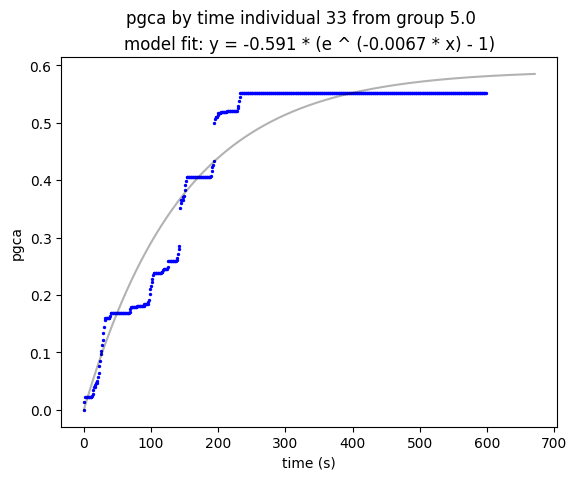 pgca by time individual 33 from group 5.0
model fit: y = -0.591 * (e ^ (-0.0067 * x) - 1)
0.6
0.5
0.4
0.3
0.2
0.1
0.0
pgca
0 100 200 300 400 500 600 700
time (s)